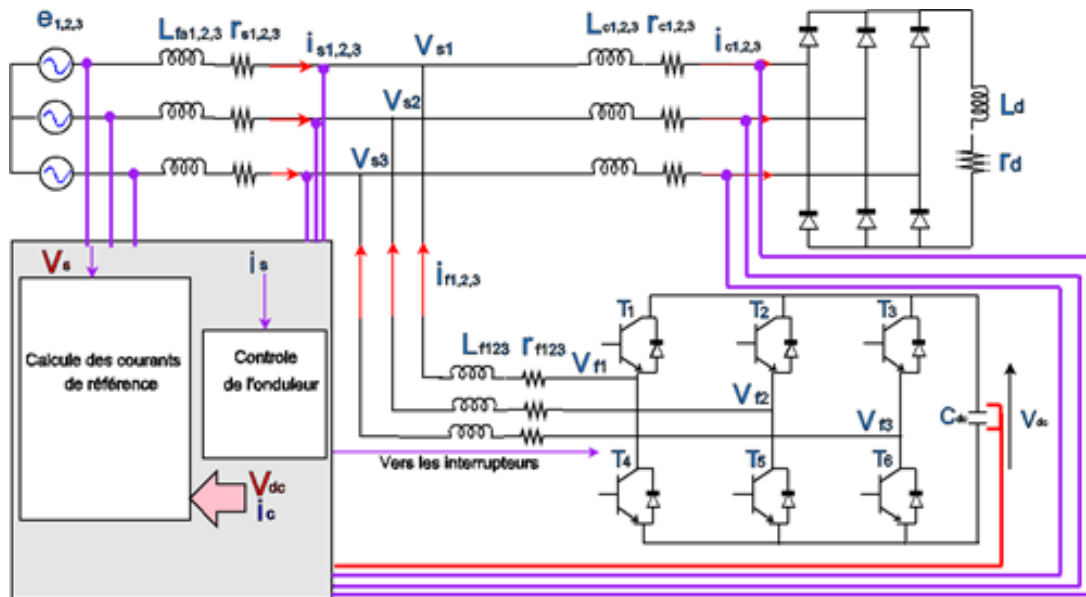 e1,2,3
Lfs1,2,3 rs1,2,3
is1,2,3
Vs1
Lc1,2,3 rc1,2,3
ic1,2,3
Vs2
Vs3
Ld
rd
if1,2,3
Vs
is
Calcule des courants
de référence
Controle
de l'onduleur
Vdc
ic
Lf123 rf123
Vf1
Vf2
Vf3
T1
T2
T3
Cdc
Vdc
Vers les interrupteurs
T4
T5
T6